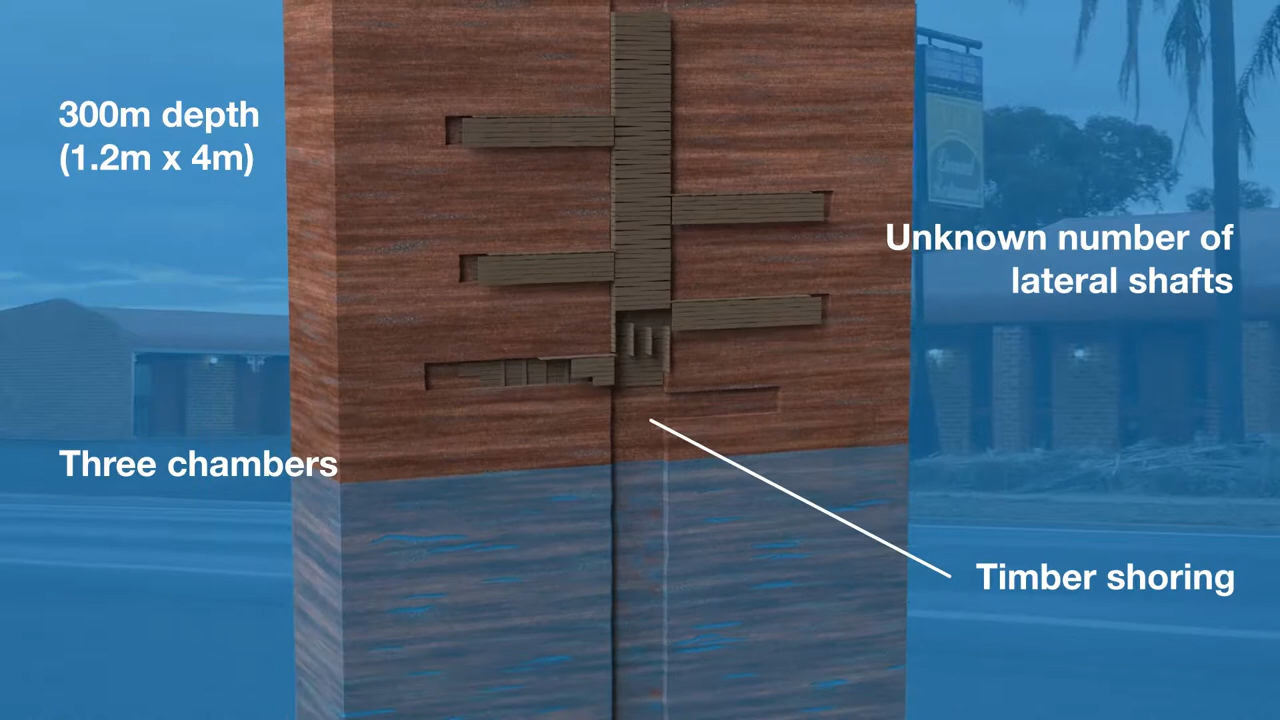 300m depth
(1.2m x 4m)
Unknown number of
lateral shafts
Three chambers
Timber shoring